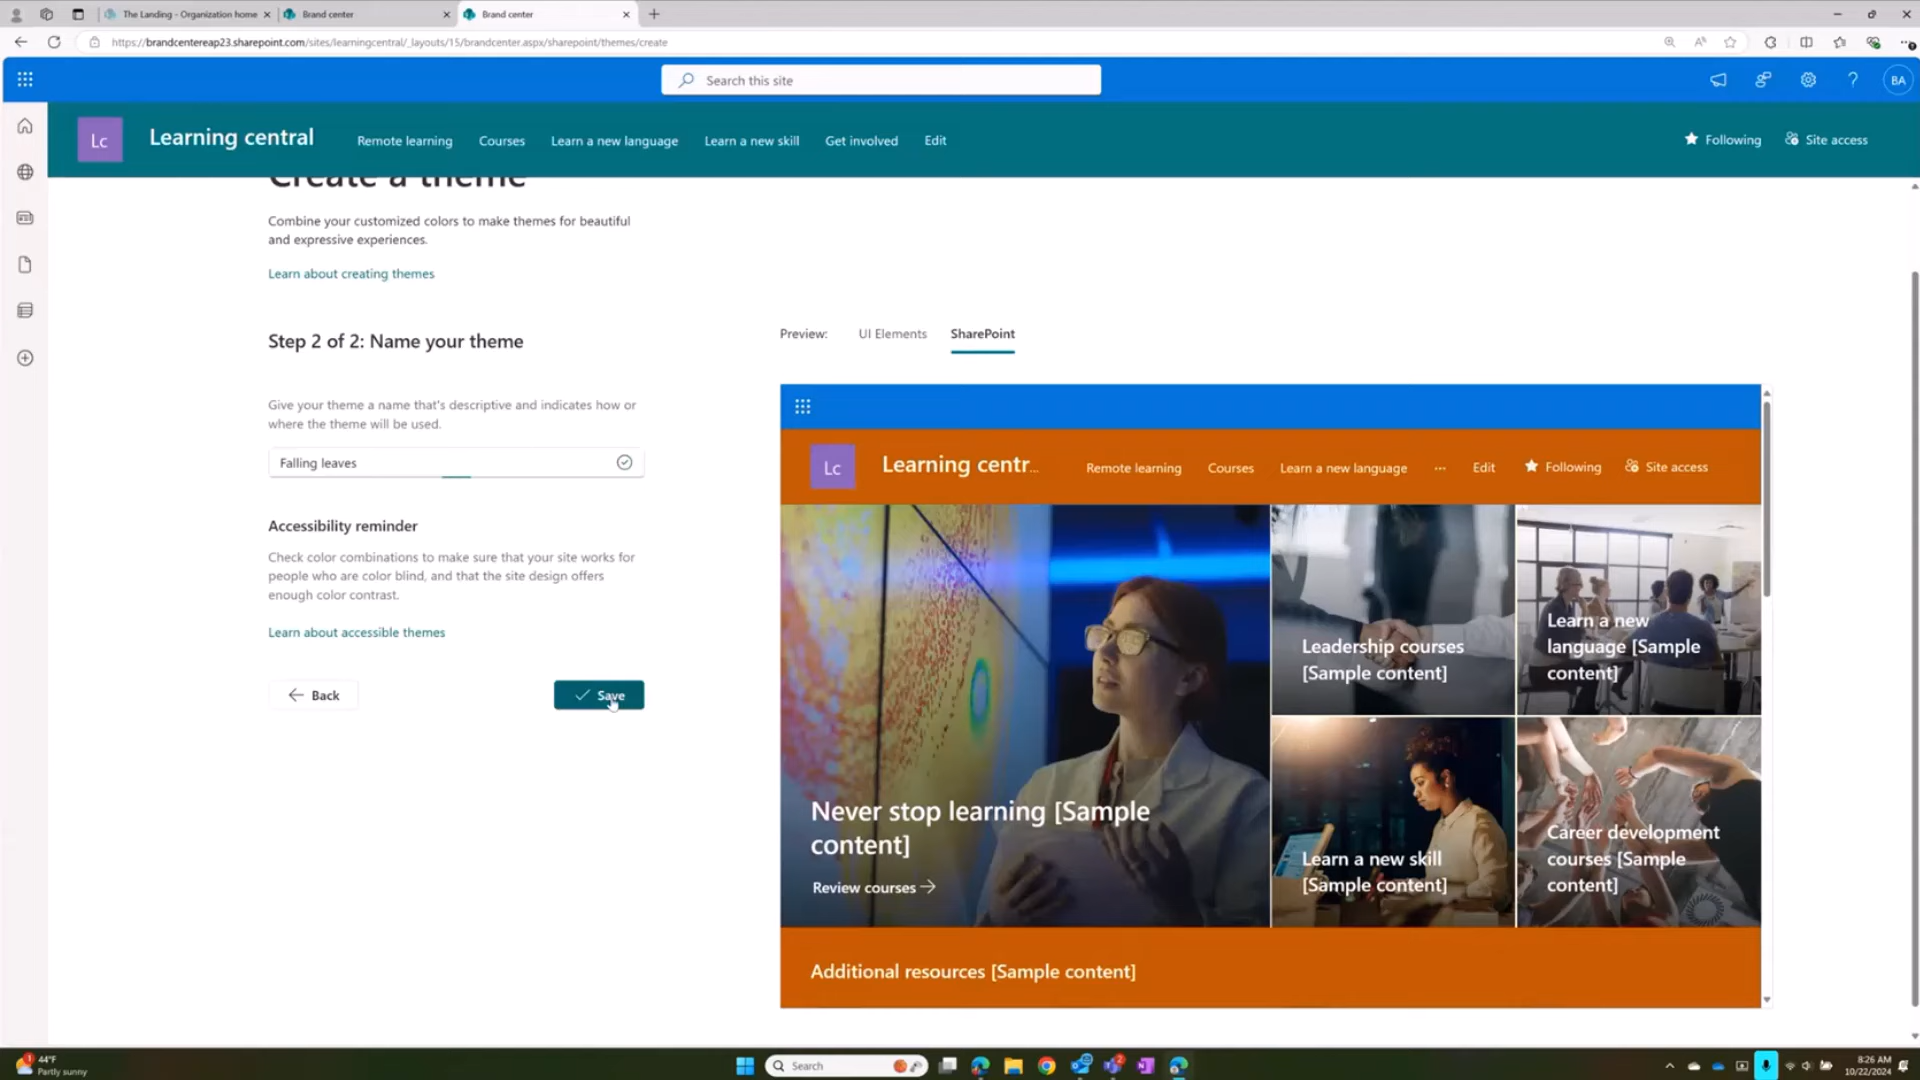 The Landing - Organization home
Brand center
Brand center
https://brandcentereap23.sharepoint.com/sites/learningcentral/_layouts/15/brandcenter.aspx/sharepoint/themes/create
Search this site
BA
Lc
Learning central
Remote learning
Courses
Learn a new language
Learn a new skill
Get involved
Edit
Following
Site access
Create a theme
Combine your customized colors to make themes for beautiful
and expressive experiences.
Learn about creating themes
Step 2 of 2: Name your theme
Give your theme a name that's descriptive and indicates how or
where the theme will be used.
Falling leaves
Accessibility reminder
Check color combinations to make sure that your site works for
people who are color blind, and that the site design offers
enough color contrast.
Learn about accessible themes
Back
Save
Preview:
UI Elements
SharePoint
Lc
Learning centr...
Remote learning
Courses
Learn a new language
...
Edit
Following
Site access
Never stop learning [Sample
content]
Review courses
Leadership courses
[Sample content]
Learn a new
language [Sample
content]
Learn a new skill
[Sample content]
Career development
courses [Sample
content]
Additional resources [Sample content]
1
44°F
Partly sunny
Search
2
8:26 AM
10/22/2024